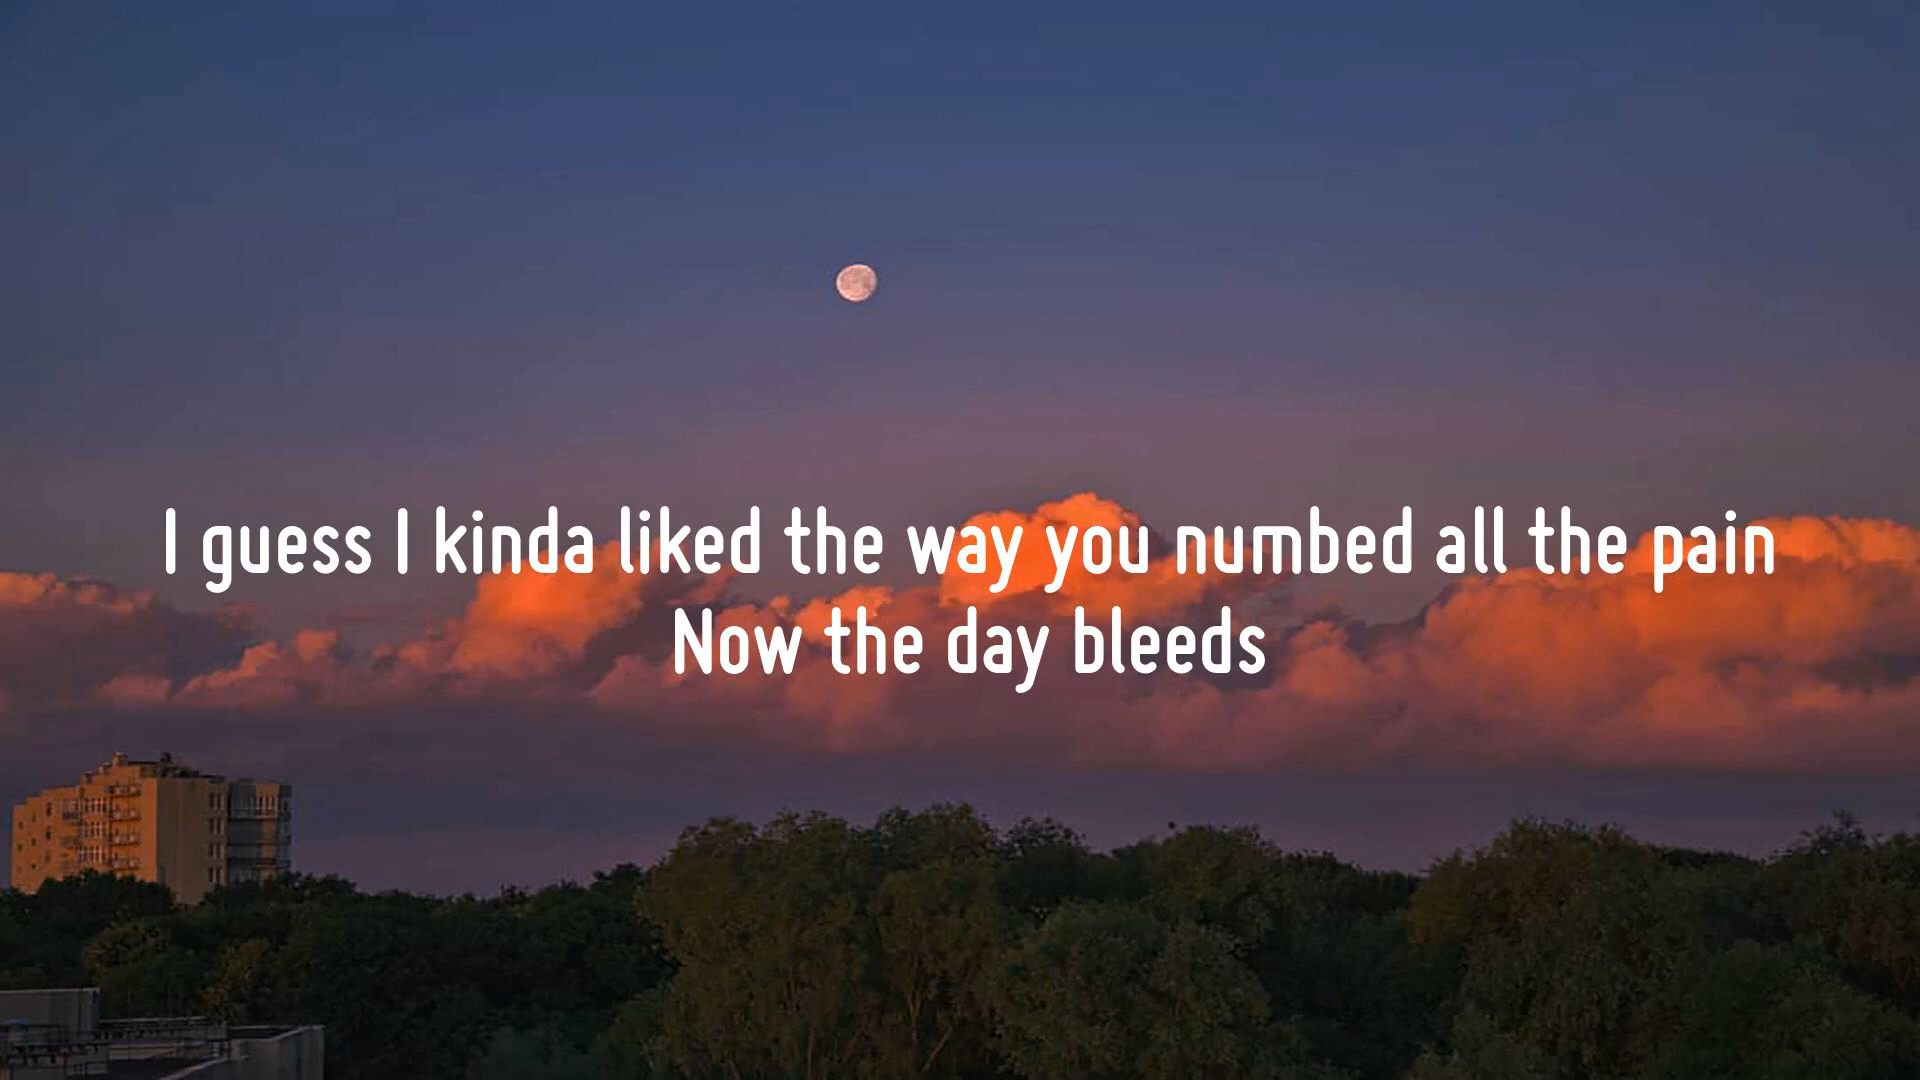 I guess I kinda liked the way you numbed all the pain
Now the day bleeds